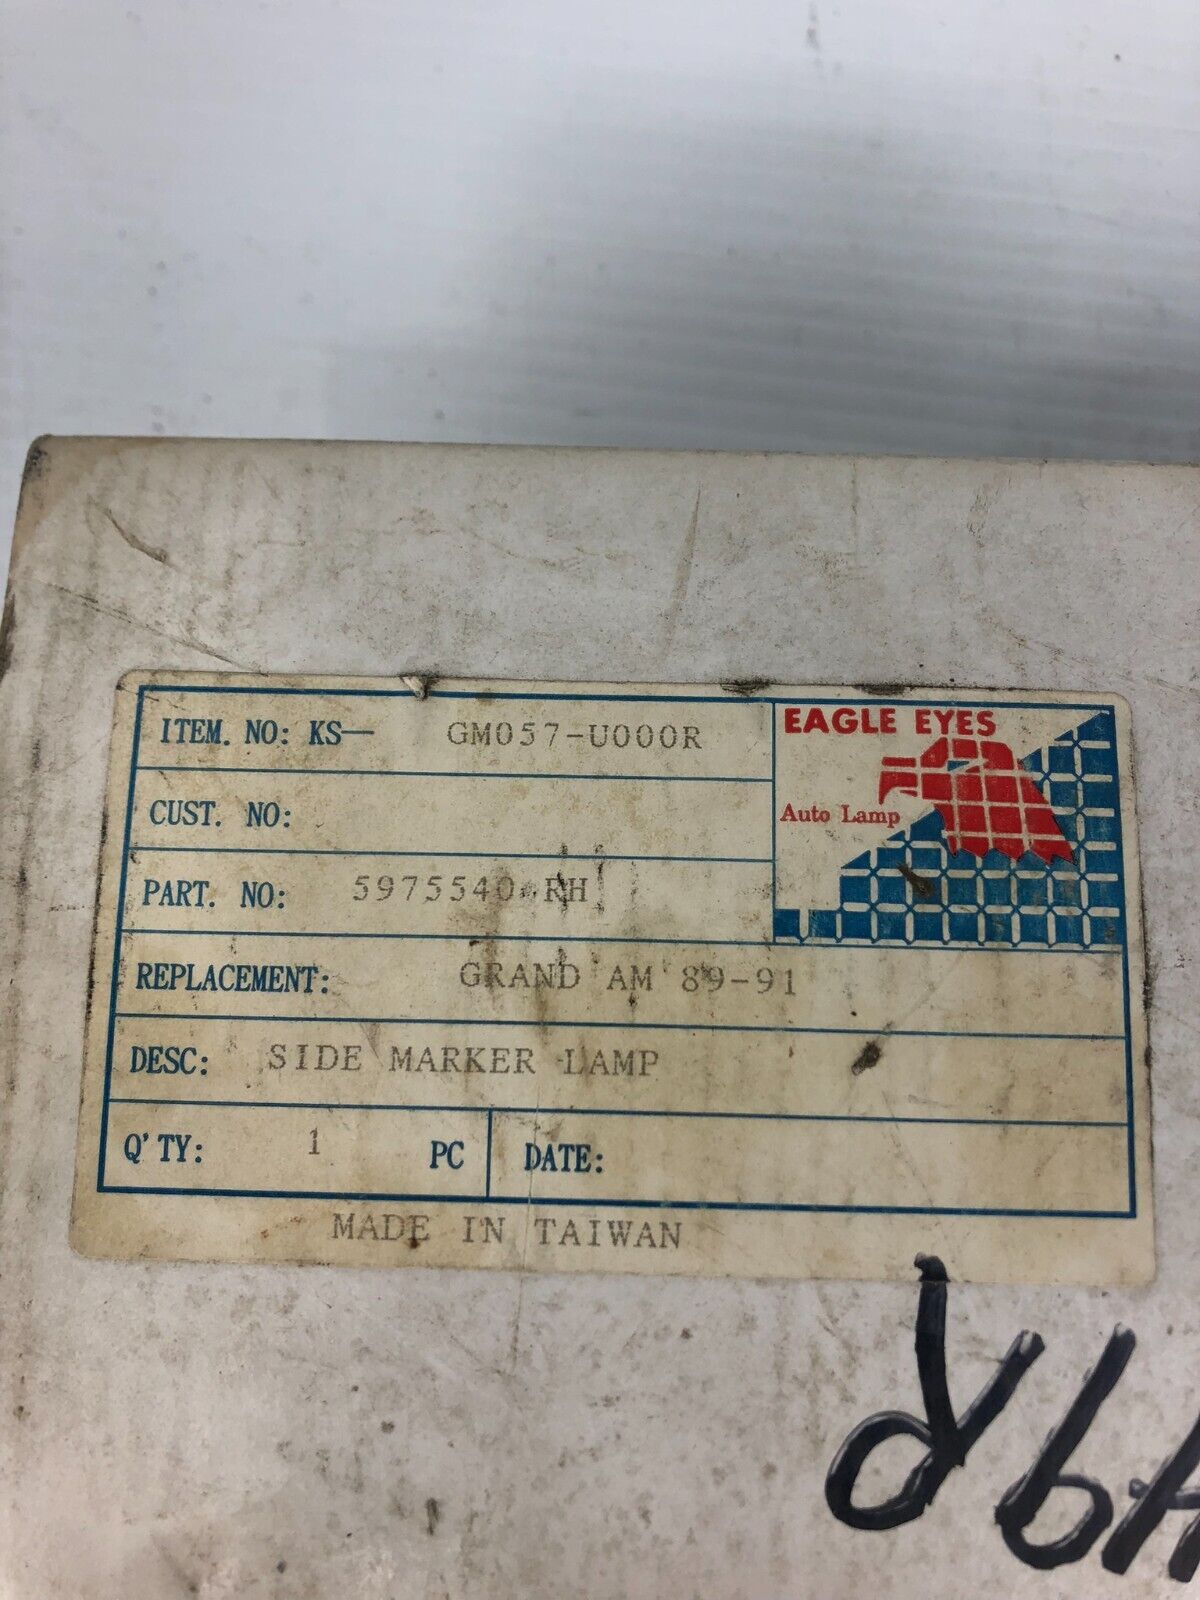 ITEM. NO: KS— GM057-U000R
EAGLE EYES
Auto Lamp
CUST. NO:
PART. NO: 5975540 RH
REPLACEMENT: GRAND AM 89-91
DESC: SIDE MARKER LAMP
Q'TY: 1 PC DATE:
MADE IN TAIWAN